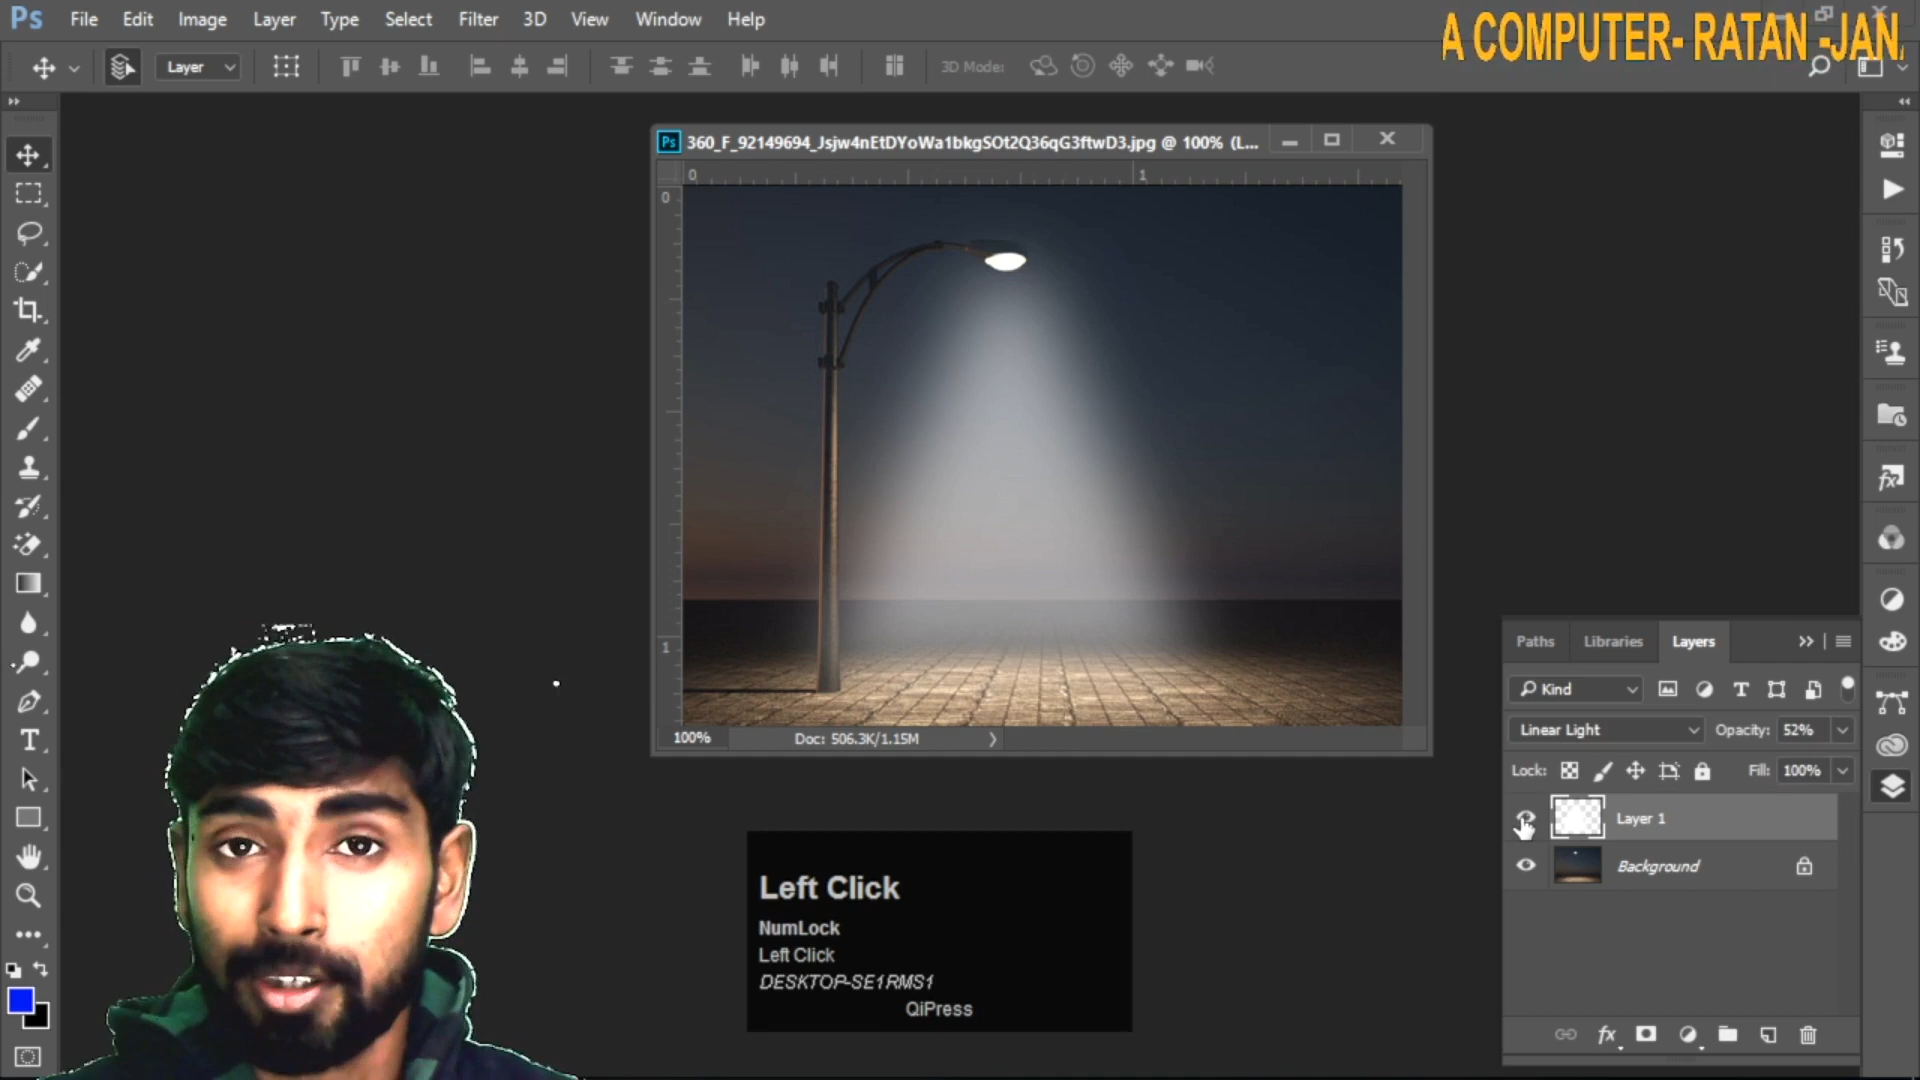 Ps File Edit Image Layer Type Select Filter 3D View Window Help
A COMPUTER- RATAN -JAN
Layer 3D Mode:
Ps 360_F_92149694_Jsjw4nEtDYoWa1bkgSOt2Q36qG3ftwD3.jpg @ 100% (L...
0 1
0
1
100% Doc: 506.3K/1.15M
Paths Libraries Layers
Kind
Linear Light Opacity: 52%
Lock: Fill: 100%
Layer 1
Background
Left Click
NumLock
Left Click
DESKTOP-SE1RMS1
QiPress